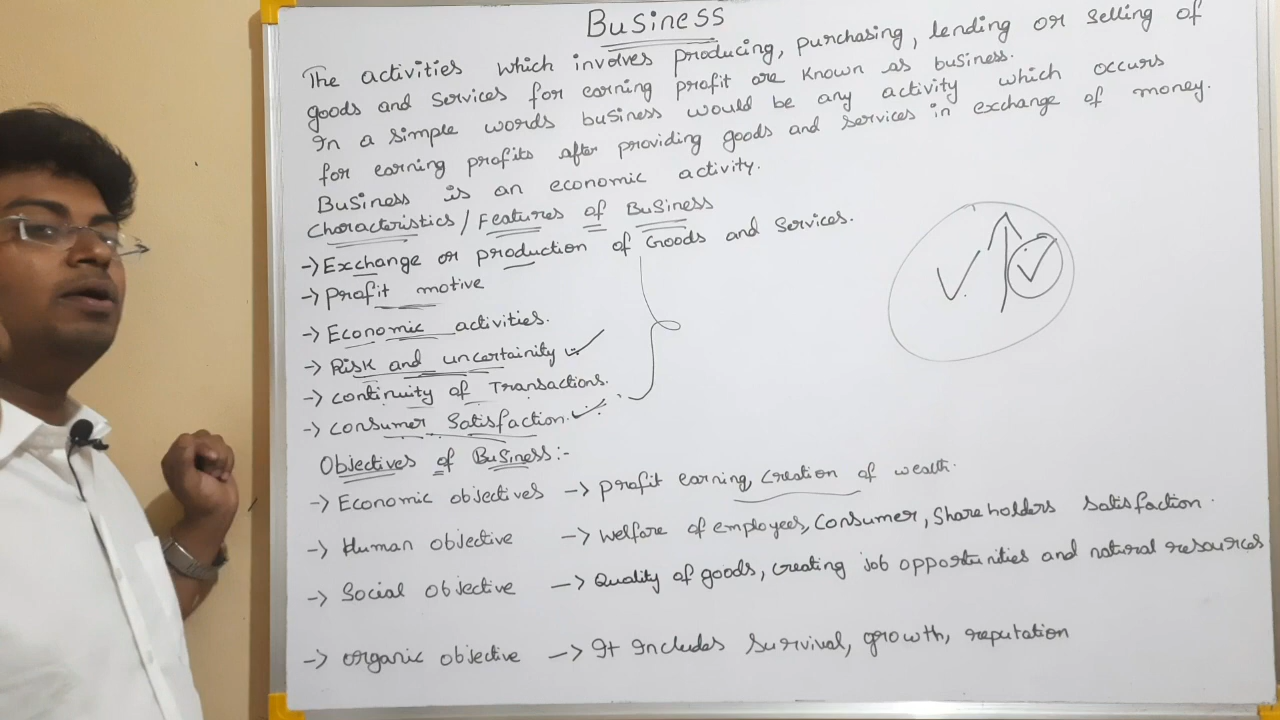 Business
The activities which involves producing, purchasing, lending or selling of
goods and services for earning profit are known as business.
In a simple words business would be any activity which occurs
for earning profits after providing goods and services in exchange of money.
Business is an economic activity.
Characteristics / Features of Business
-> Exchange or production of Goods and Services.
-> Profit motive
-> Economic activities.
-> Risk and uncertainity
-> continuity of Transactions.
-> consumer Satisfaction.
Objectives of Business:-
-> Economic objectives -> profit earning, creation of wealth.
-> Human objective -> Welfare of employees, Consumer, Share holders Satisfaction.
-> Social objective -> Quality of goods, creating job opportunities and natural resources
-> organic objective -> It Includes Survival, growth, reputation